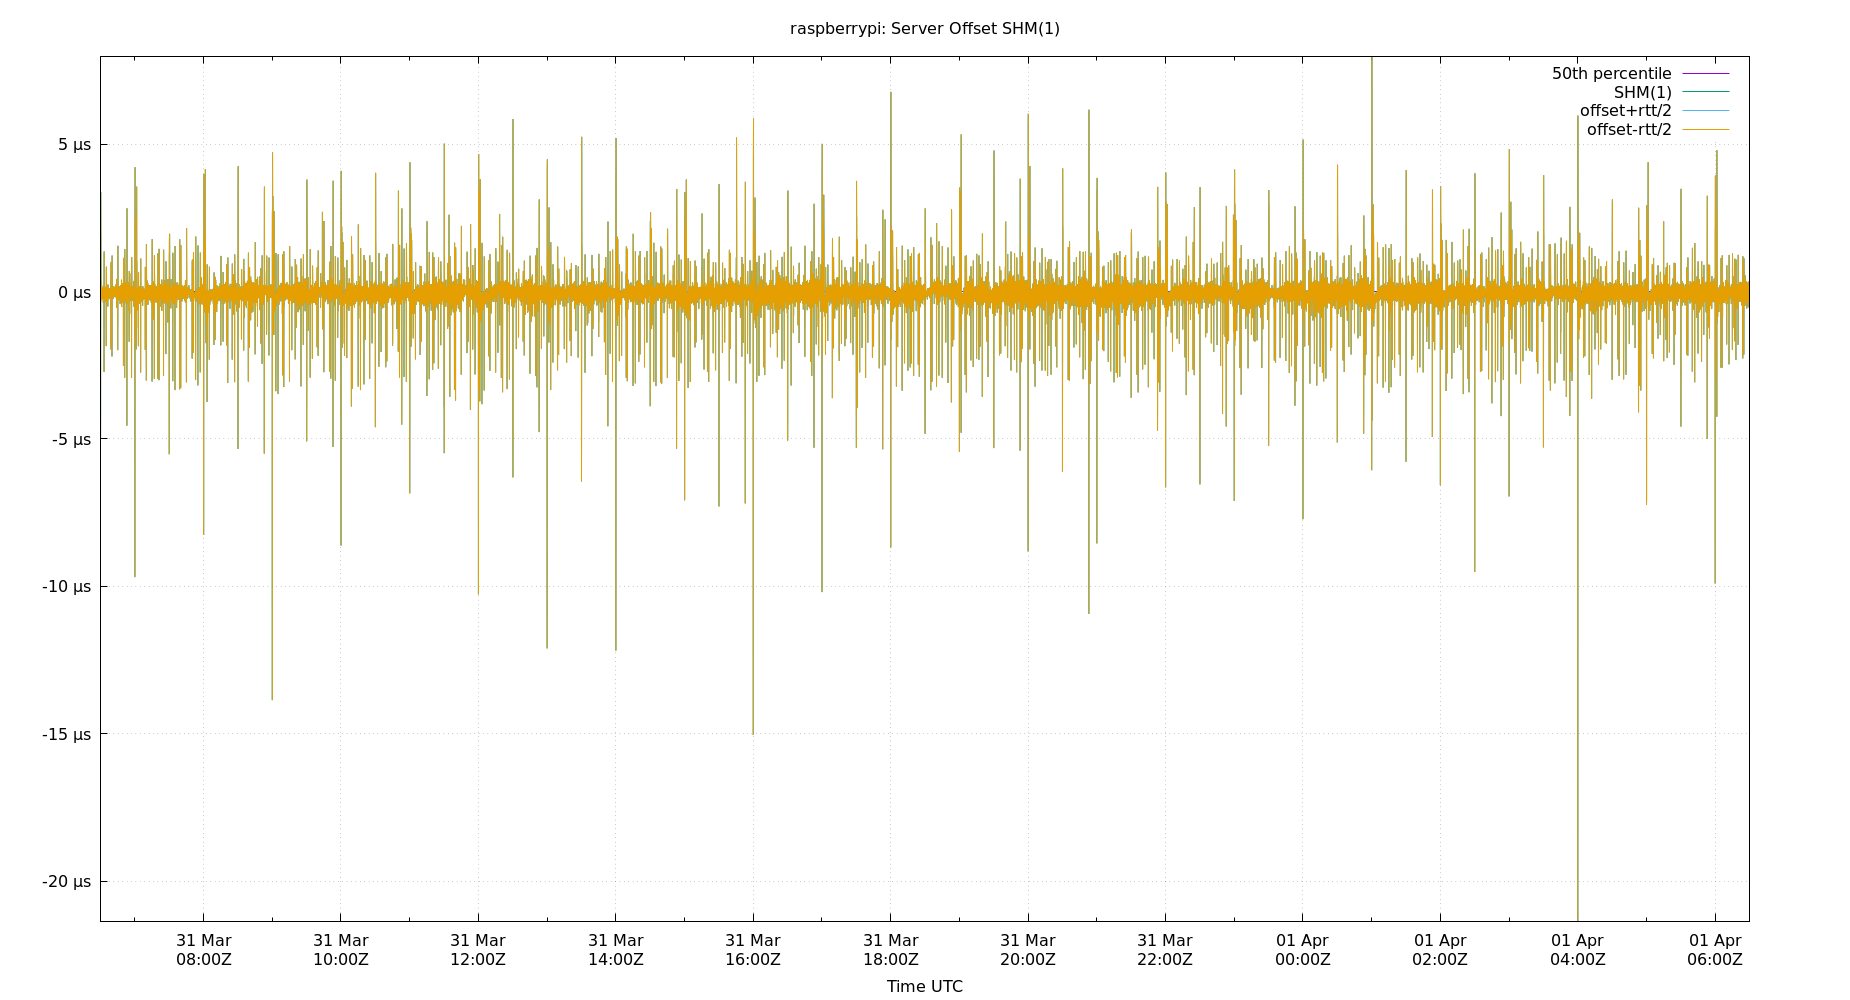 raspberrypi: Server Offset SHM(1)
50th percentile
SHM(1)
offset+rtt/2
offset-rtt/2
5 µs
0 µs
-5 µs
-10 µs
-15 µs
-20 µs
31 Mar 31 Mar 31 Mar 31 Mar 31 Mar 31 Mar 31 Mar 31 Mar 01 Apr 01 Apr 01 Apr 01 Apr
08:00Z 10:00Z 12:00Z 14:00Z 16:00Z 18:00Z 20:00Z 22:00Z 00:00Z 02:00Z 04:00Z 06:00Z
Time UTC